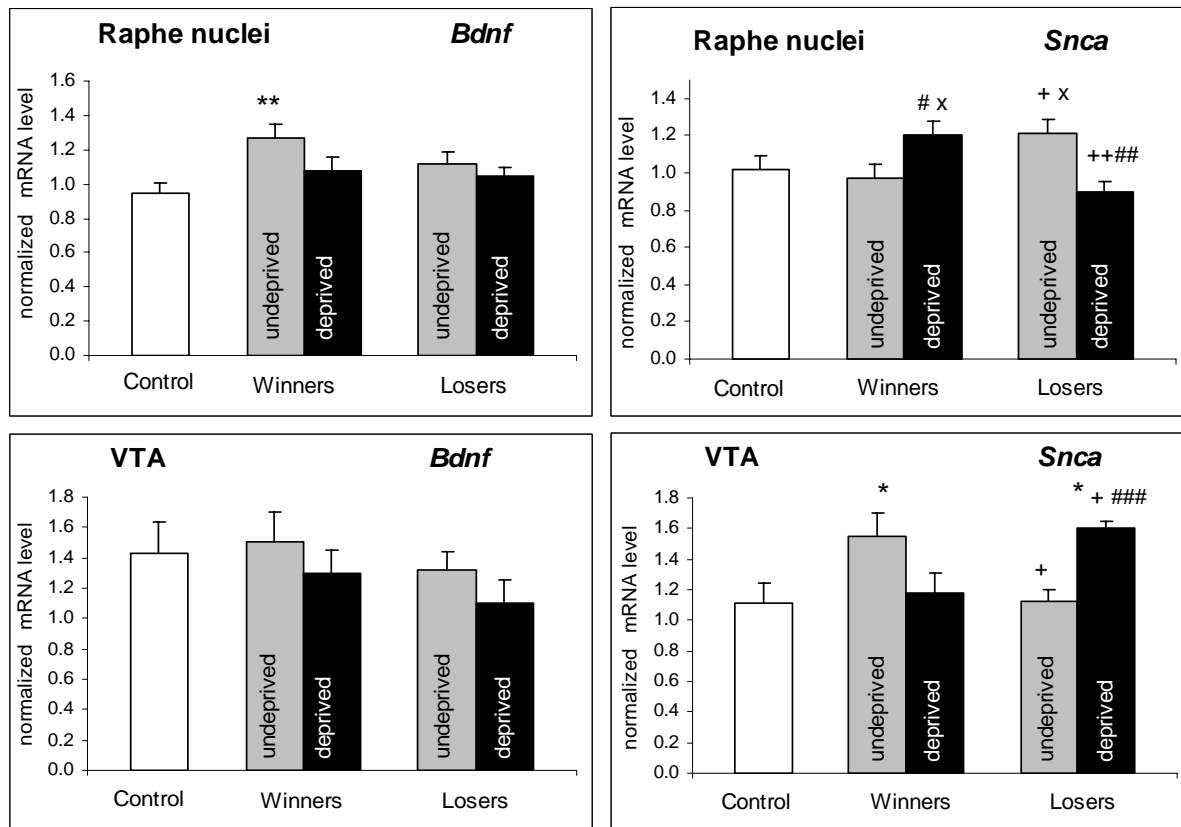 Raphe nuclei Bdnf
normalized mRNA level
1.6
1.4
1.2
1.0
0.8
0.6
0.4
0.2
0.0
**
undeprived
deprived
undeprived
deprived
Control Winners Losers
Raphe nuclei Snca
normalized mRNA level
1.4
1.2
1.0
0.8
0.6
0.4
0.2
0.0
# x
+ x
++##
undeprived
deprived
undeprived
deprived
Control Winners Losers
VTA Bdnf
normalized mRNA level
1.8
1.6
1.4
1.2
1.0
0.8
0.6
0.4
0.2
0.0
undeprived
deprived
undeprived
deprived
Control Winners Losers
VTA Snca
normalized mRNA level
1.8
1.6
1.4
1.2
1.0
0.8
0.6
0.4
0.2
0.0
*
* + ###
+
undeprived
deprived
undeprived
deprived
Control Winners Losers